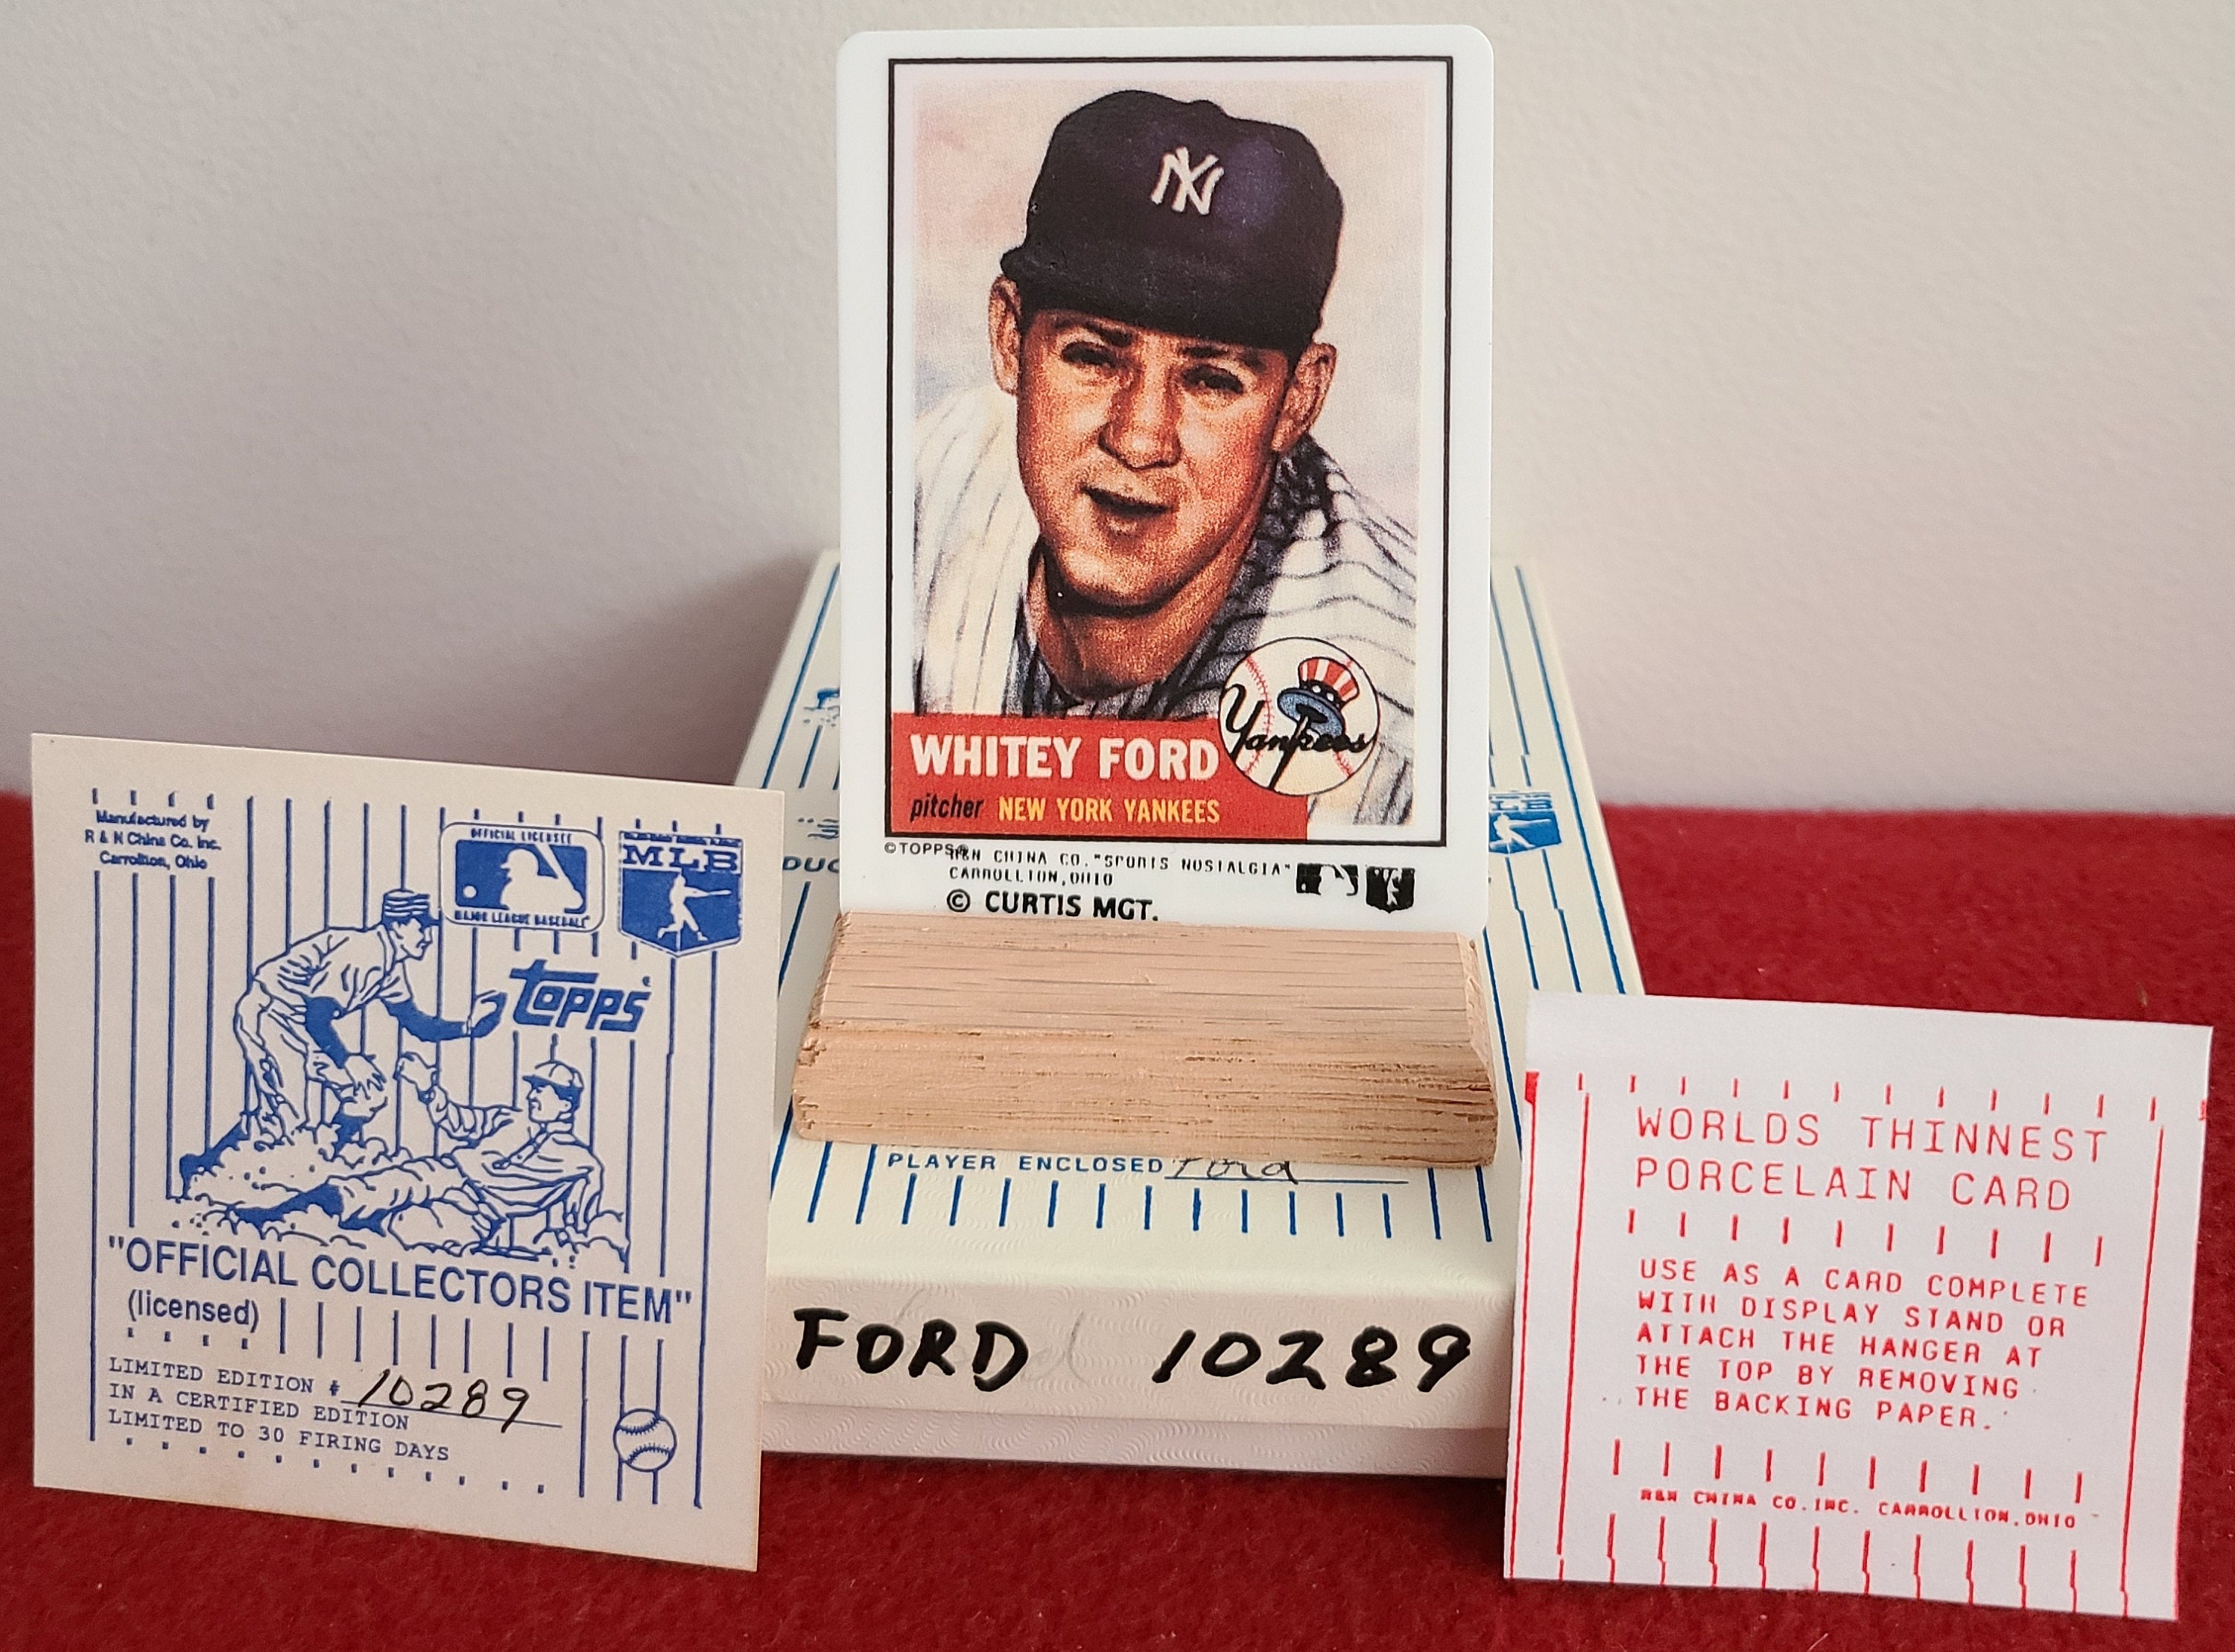 NY
WHITEY FORD
Yankees
pitcher NEW YORK YANKEES
©TOPPS® R&N CHINA CO. "SPORTS NOSTALGIA"
CARROLLTON, OHIO
© CURTIS MGT.
Manufactured by
R & N China Co. Inc.
Carrollton, Ohio
OFFICIAL LICENSEE
MAJOR LEAGUE BASEBALL
MLB
TOPPS
"OFFICIAL COLLECTORS ITEM"
(licensed)
LIMITED EDITION # 10289
IN A CERTIFIED EDITION
LIMITED TO 30 FIRING DAYS
PLAYER ENCLOSED Ford
FORD 10289
WORLDS THINNEST
PORCELAIN CARD
USE AS A CARD COMPLETE
WITH DISPLAY STAND OR
ATTACH THE HANGER AT
THE TOP BY REMOVING
THE BACKING PAPER.
R&N CHINA CO. INC. CARROLLTON, OHIO